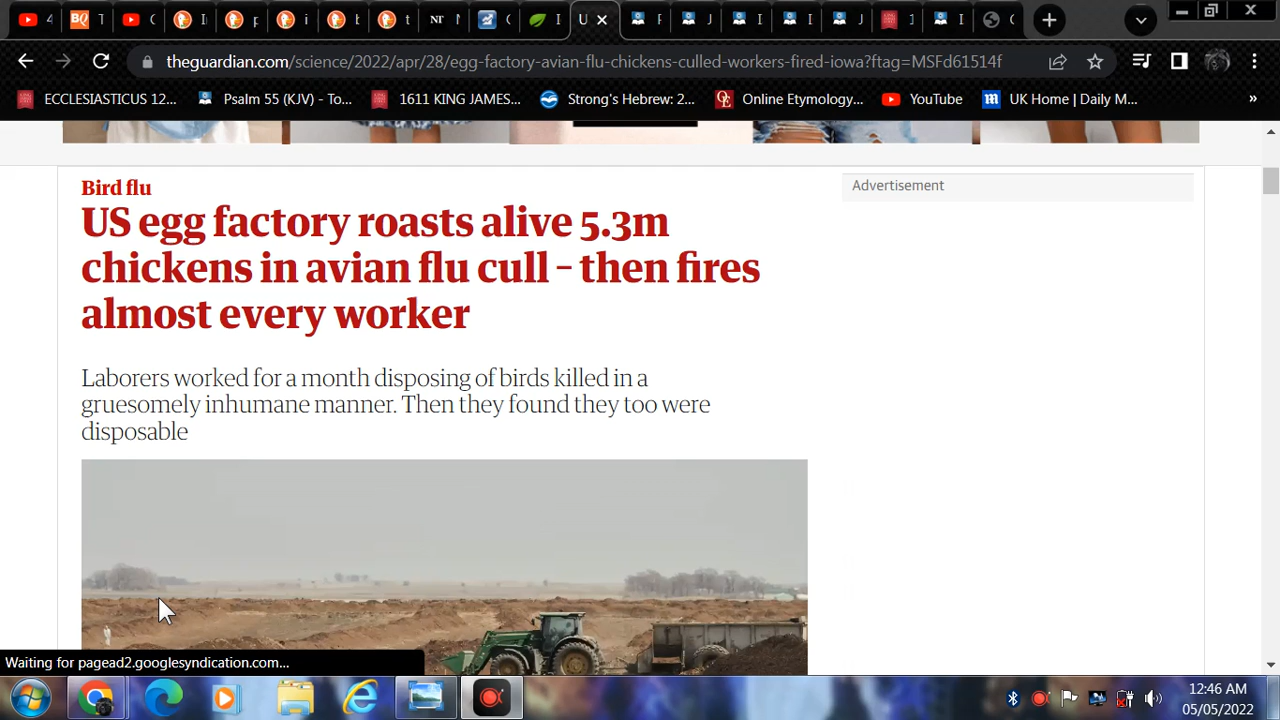 4
BQ T
C
I
p
i
t
NT
C
I
U
F
J
I
I
J
1
I
C
theguardian.com/science/2022/apr/28/egg-factory-avian-flu-chickens-culled-workers-fired-iowa?ftag=MSFd61514f
ECCLESIASTICUS 12...
Psalm 55 (KJV) - To...
1611 KING JAMES...
Strong's Hebrew: 2...
Online Etymology...
YouTube
UK Home | Daily M...
»
Bird flu
Advertisement
US egg factory roasts alive 5.3m
chickens in avian flu cull – then fires
almost every worker
Laborers worked for a month disposing of birds killed in a
gruesomely inhumane manner. Then they found they too were
disposable
Waiting for pagead2.googlesyndication.com...
12:46 AM
05/05/2022